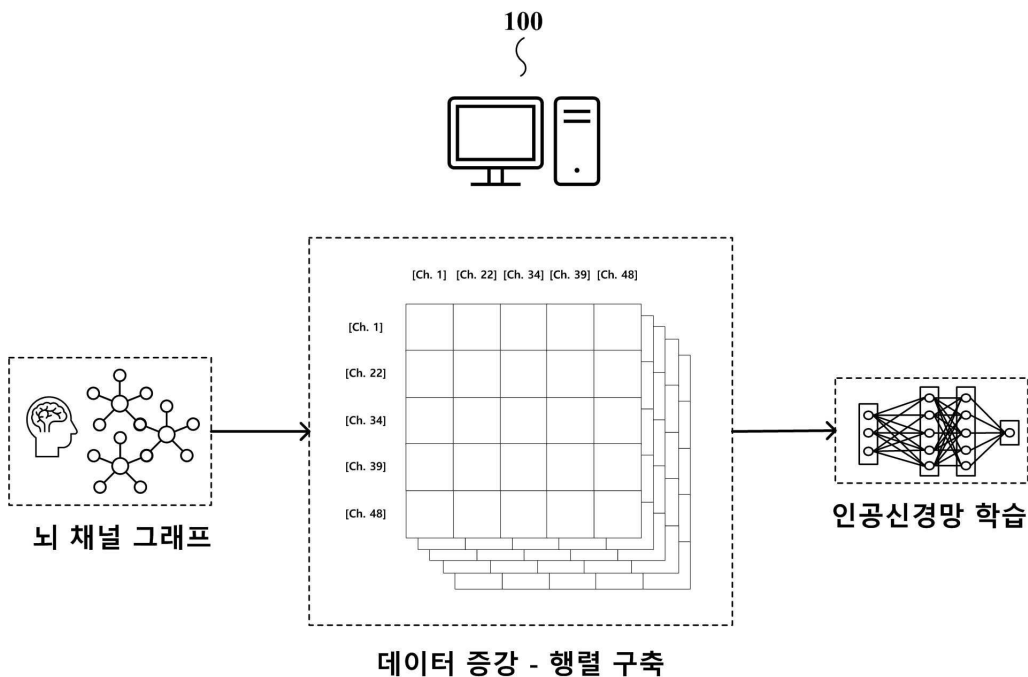 100
[Ch. 1] [Ch. 22] [Ch. 34] [Ch. 39] [Ch. 48]
[Ch. 1]
[Ch. 22]
[Ch. 34]
[Ch. 39]
[Ch. 48]
뇌 채널 그래프
인공신경망 학습
데이터 증강 - 행렬 구축